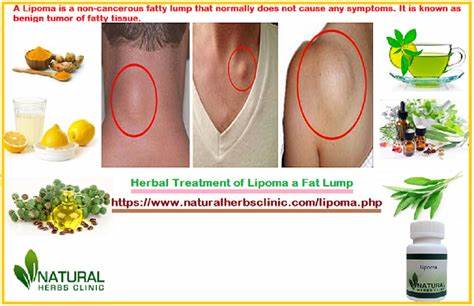 A Lipoma is a non-cancerous fatty lump that normally does not cause any symptoms. It is known as
benign tumor of fatty tissue.
Herbal Treatment of Lipoma a Fat Lump
https://www.naturalherbsclinic.com/lipoma.php
Lipoma
NATURAL
HERBS CLINIC